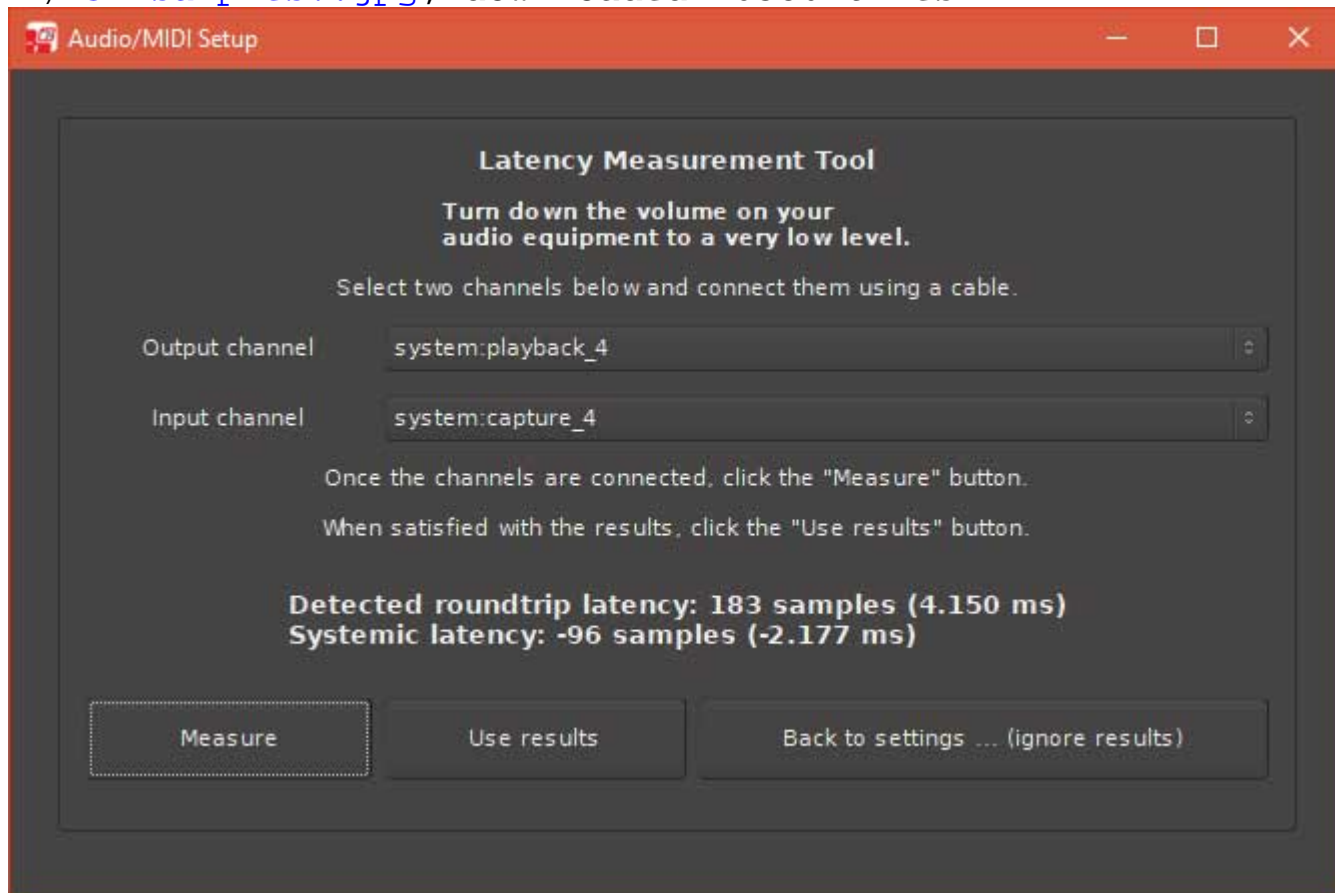 Audio/MIDI Setup
Latency Measurement Tool
Turn down the volume on your
audio equipment to a very low level.
Select two channels below and connect them using a cable.
Output channel
system:playback_4
Input channel
system:capture_4
Once the channels are connected, click the "Measure" button.
When satisfied with the results, click the "Use results" button.
Detected roundtrip latency: 183 samples (4.150 ms)
Systemic latency: -96 samples (-2.177 ms)
Measure
Use results
Back to settings ... (ignore results)